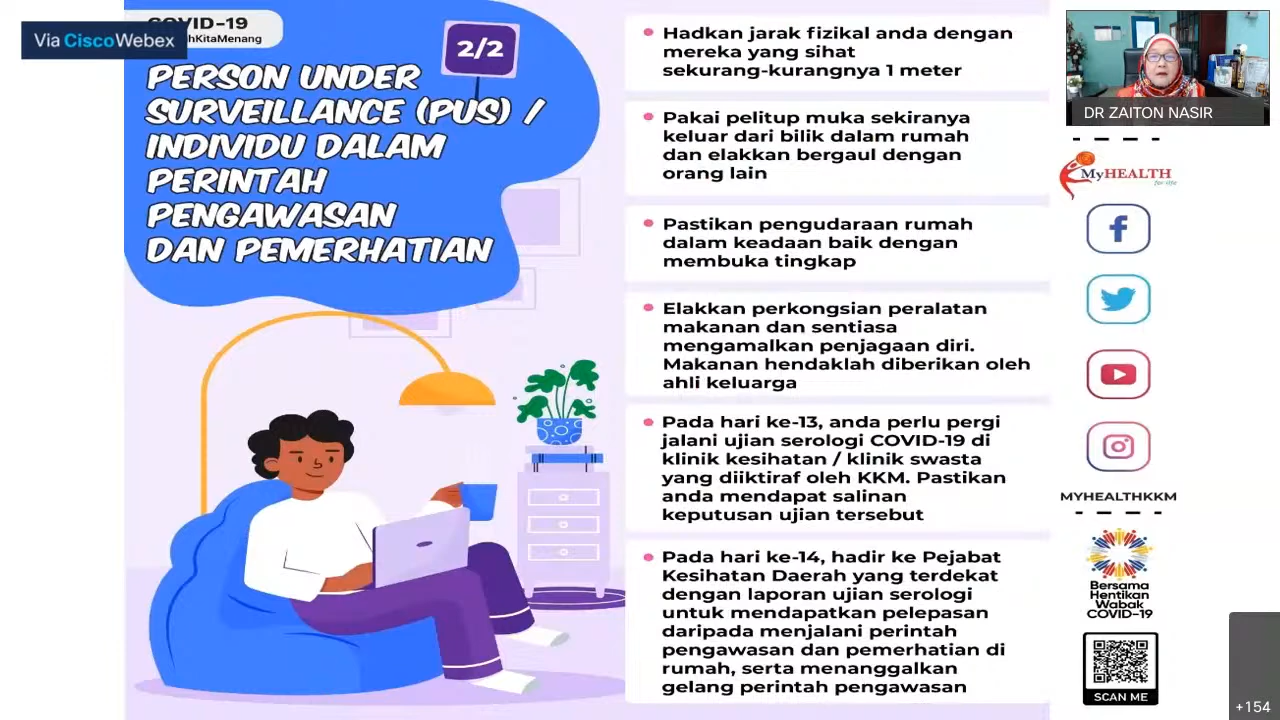 COVID-19
KitaMenang
Via CiscoWebex
2/2
PERSON UNDER
SURVEILLANCE (PUS) /
INDIVIDU DALAM
PERINTAH
PENGAWASAN
DAN PEMERHATIAN
Hadkan jarak fizikal anda dengan
mereka yang sihat
sekurang-kurangnya 1 meter
Pakai pelitup muka sekiranya
keluar dari bilik dalam rumah
dan elakkan bergaul dengan
orang lain
Pastikan pengudaraan rumah
dalam keadaan baik dengan
membuka tingkap
Elakkan perkongsian peralatan
makanan dan sentiasa
mengamalkan penjagaan diri.
Makanan hendaklah diberikan oleh
ahli keluarga
Pada hari ke-13, anda perlu pergi
jalani ujian serologi COVID-19 di
klinik kesihatan / klinik swasta
yang diiktiraf oleh KKM. Pastikan
anda mendapat salinan
keputusan ujian tersebut
Pada hari ke-14, hadir ke Pejabat
Kesihatan Daerah yang terdekat
dengan laporan ujian serologi
untuk mendapatkan pelepasan
daripada menjalani perintah
pengawasan dan pemerhatian di
rumah, serta menanggalkan
gelang perintah pengawasan
DR ZAITON NASIR
MyHEALTH
for life
MYHEALTHKKM
Bersama
Hentikan
Wabak
COVID-19
SCAN ME
+154